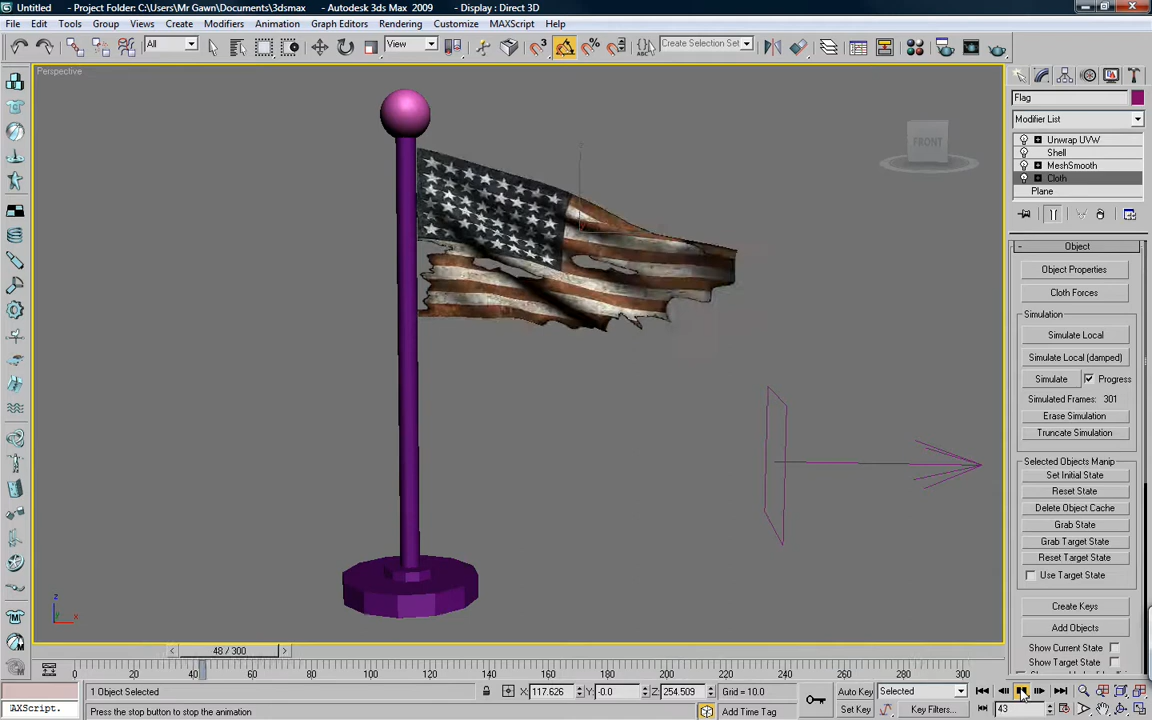 Untitled - Project Folder: C:\Users\Mr Gawn\Documents\3dsmax - Autodesk 3ds Max 2009 - Display : Direct 3D
File Edit Tools Group Views Create Modifiers Animation Graph Editors Rendering Customize MAXScript Help
All View Create Selection Set
Perspective
FRONT
Flag
Modifier List
Unwrap UVW
Shell
MeshSmooth
Cloth
Plane
Object
Object Properties
Cloth Forces
Simulation
Simulate Local
Simulate Local (damped)
Simulate Progress
Simulated Frames: 301
Erase Simulation
Truncate Simulation
Selected Objects Manip
Set Initial State
Reset State
Delete Object Cache
Grab State
Grab Target State
Reset Target State
Use Target State
Create Keys
Add Objects
Show Current State
Show Target State
z
x
48 / 300
0 20 40 60 80 100 120 140 160 180 200 220 240 260 280 300
1 Object Selected X: 117.626 Y: -0.0 Z: 254.509 Grid = 10.0 Auto Key Selected
AXScript. Press the stop button to stop the animation Add Time Tag Set Key Key Filters... 43